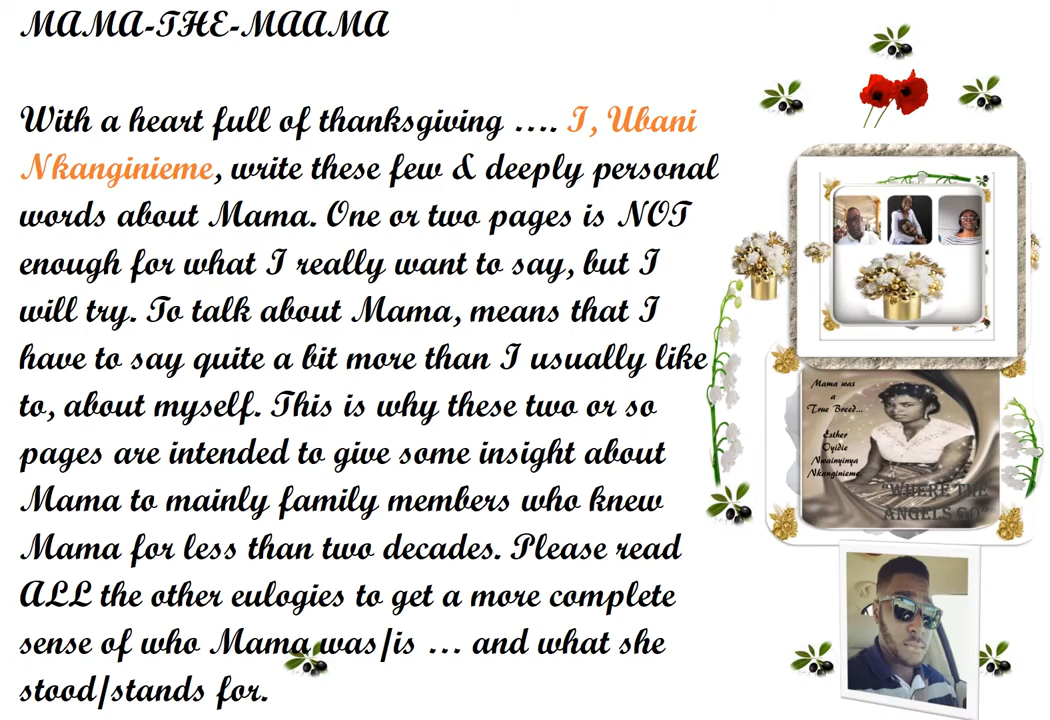 MAMA-THE-MAAMA
With a heart full of thanksgiving …. I, Ubani
Nkanginieme, write these few & deeply personal
words about Mama. One or two pages is NOT
enough for what I really want to say, but I
will try. To talk about Mama, means that I
have to say quite a bit more than I usually like
to, about myself. This is why these two or so
pages are intended to give some insight about
Mama to mainly family members who knew
Mama for less than two decades. Please read
ALL the other eulogies to get a more complete
sense of who Mama was/is … and what she
stood/stands for.
Mama was
a
True Breed...
Esther
Oyidie
Nwainyinya
Nkanginieme.
"WHERE THE
ANGELS GO"